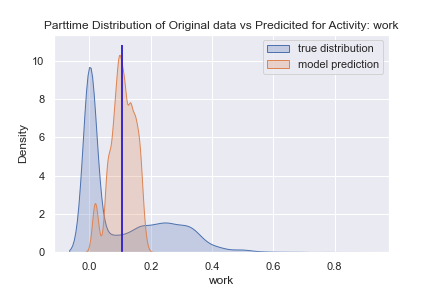 Parttime Distribution of Original data vs Predicited for Activity: work
true distribution
model prediction
Density
10
8
6
4
2
0
0.0 0.2 0.4 0.6 0.8
work